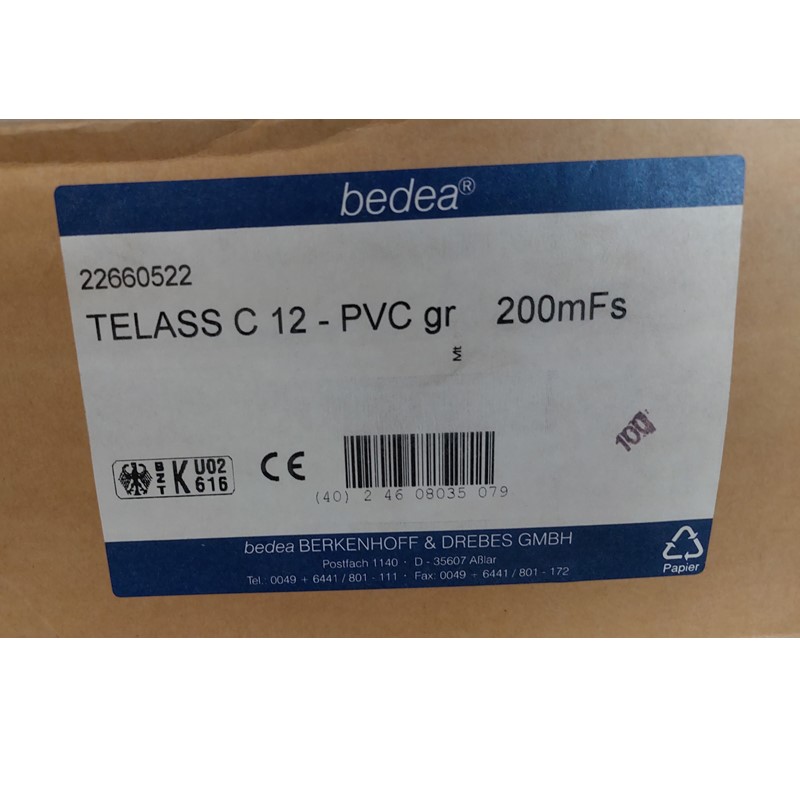 bedea®
22660522
TELASS C 12 - PVC gr 200mFs
Mt
100
BZT K U02 616
CE
(40) 2 46 08035 079
bedea BERKENHOFF & DREBES GMBH
Postfach 1140 · D - 35607 Aßlar
Tel.: 0049 + 6441 / 801 - 111 · Fax: 0049 + 6441 / 801 - 172
Papier